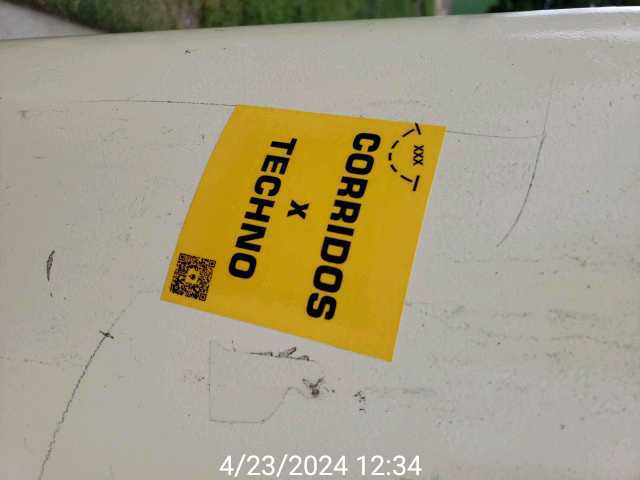 XXX
CORRIDOS
X
TECHNO
4/23/2024 12:34